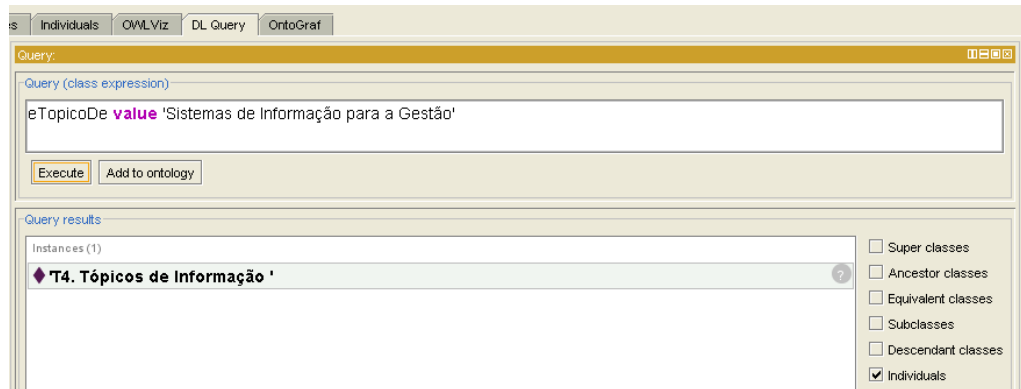 s Individuals OWLViz DL Query OntoGraf
Query:
Query (class expression)
eTopicoDe value 'Sistemas de Informação para a Gestão'
Execute Add to ontology
Query results
Instances (1)
'T4. Tópicos de Informação ' ?
Super classes
Ancestor classes
Equivalent classes
Subclasses
Descendant classes
Individuals